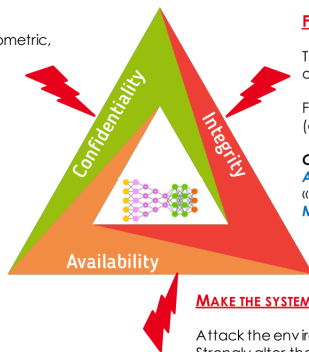 ometric,
F
T
c
F
(c
C
A
«
M
Confidentiality
Integrity
Availability
MAKE THE SYSTEM
Attack the envir
Strongly alter the